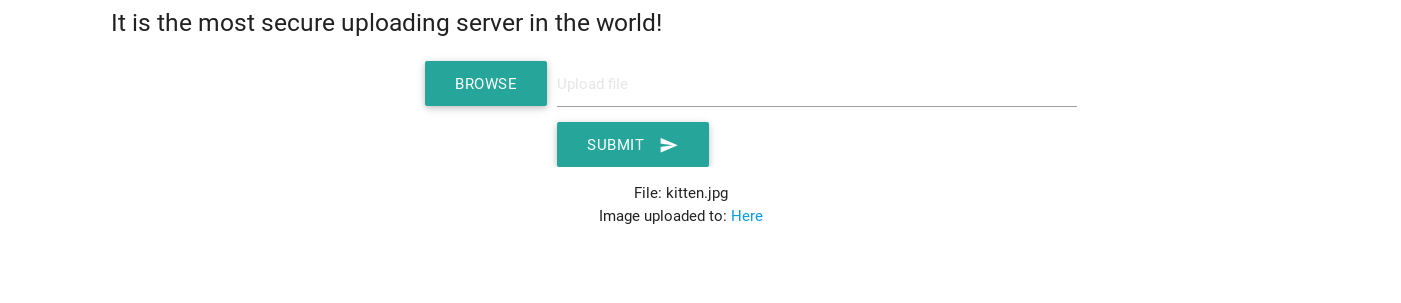 It is the most secure uploading server in the world!
BROWSE
Upload file
SUBMIT
File: kitten.jpg
Image uploaded to: Here